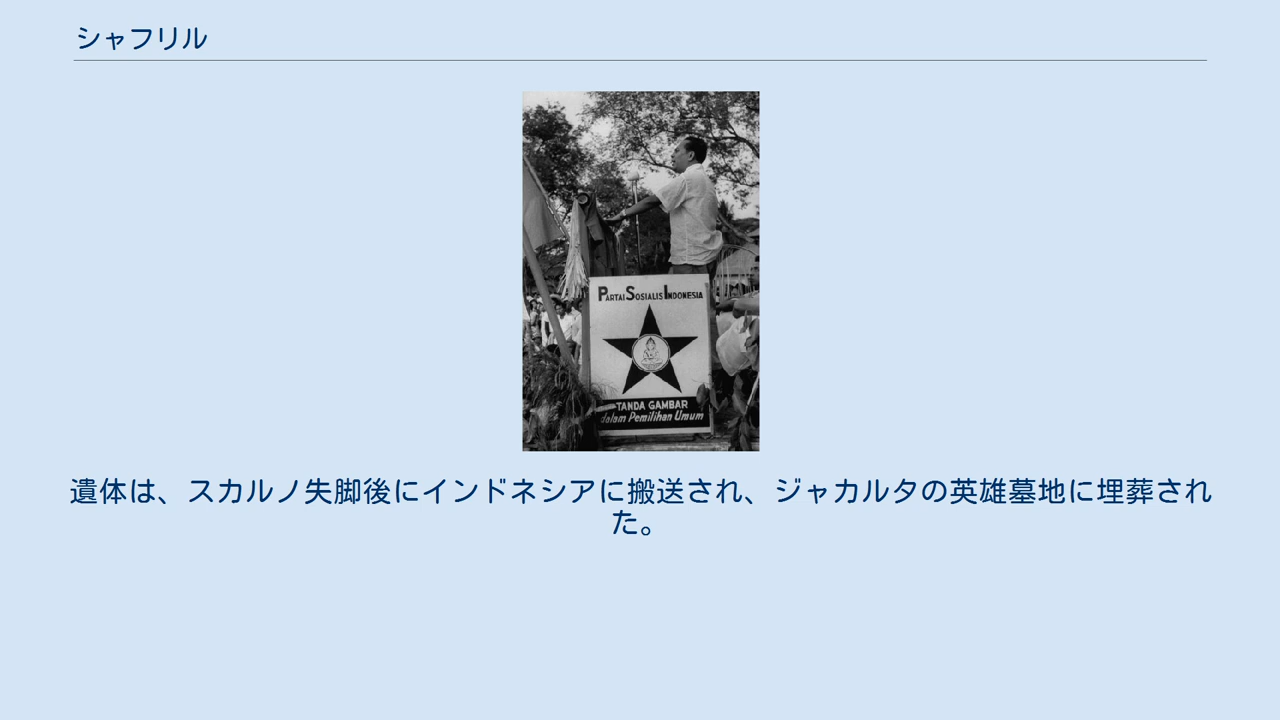 シャフリル
PARTAI SOSIALIS INDONESIA
TANDA GAMBAR
dalam Pemilihan Umum
遺体は、スカルノ失脚後にインドネシアに搬送され、ジャカルタの英雄墓地に埋葬され
た。